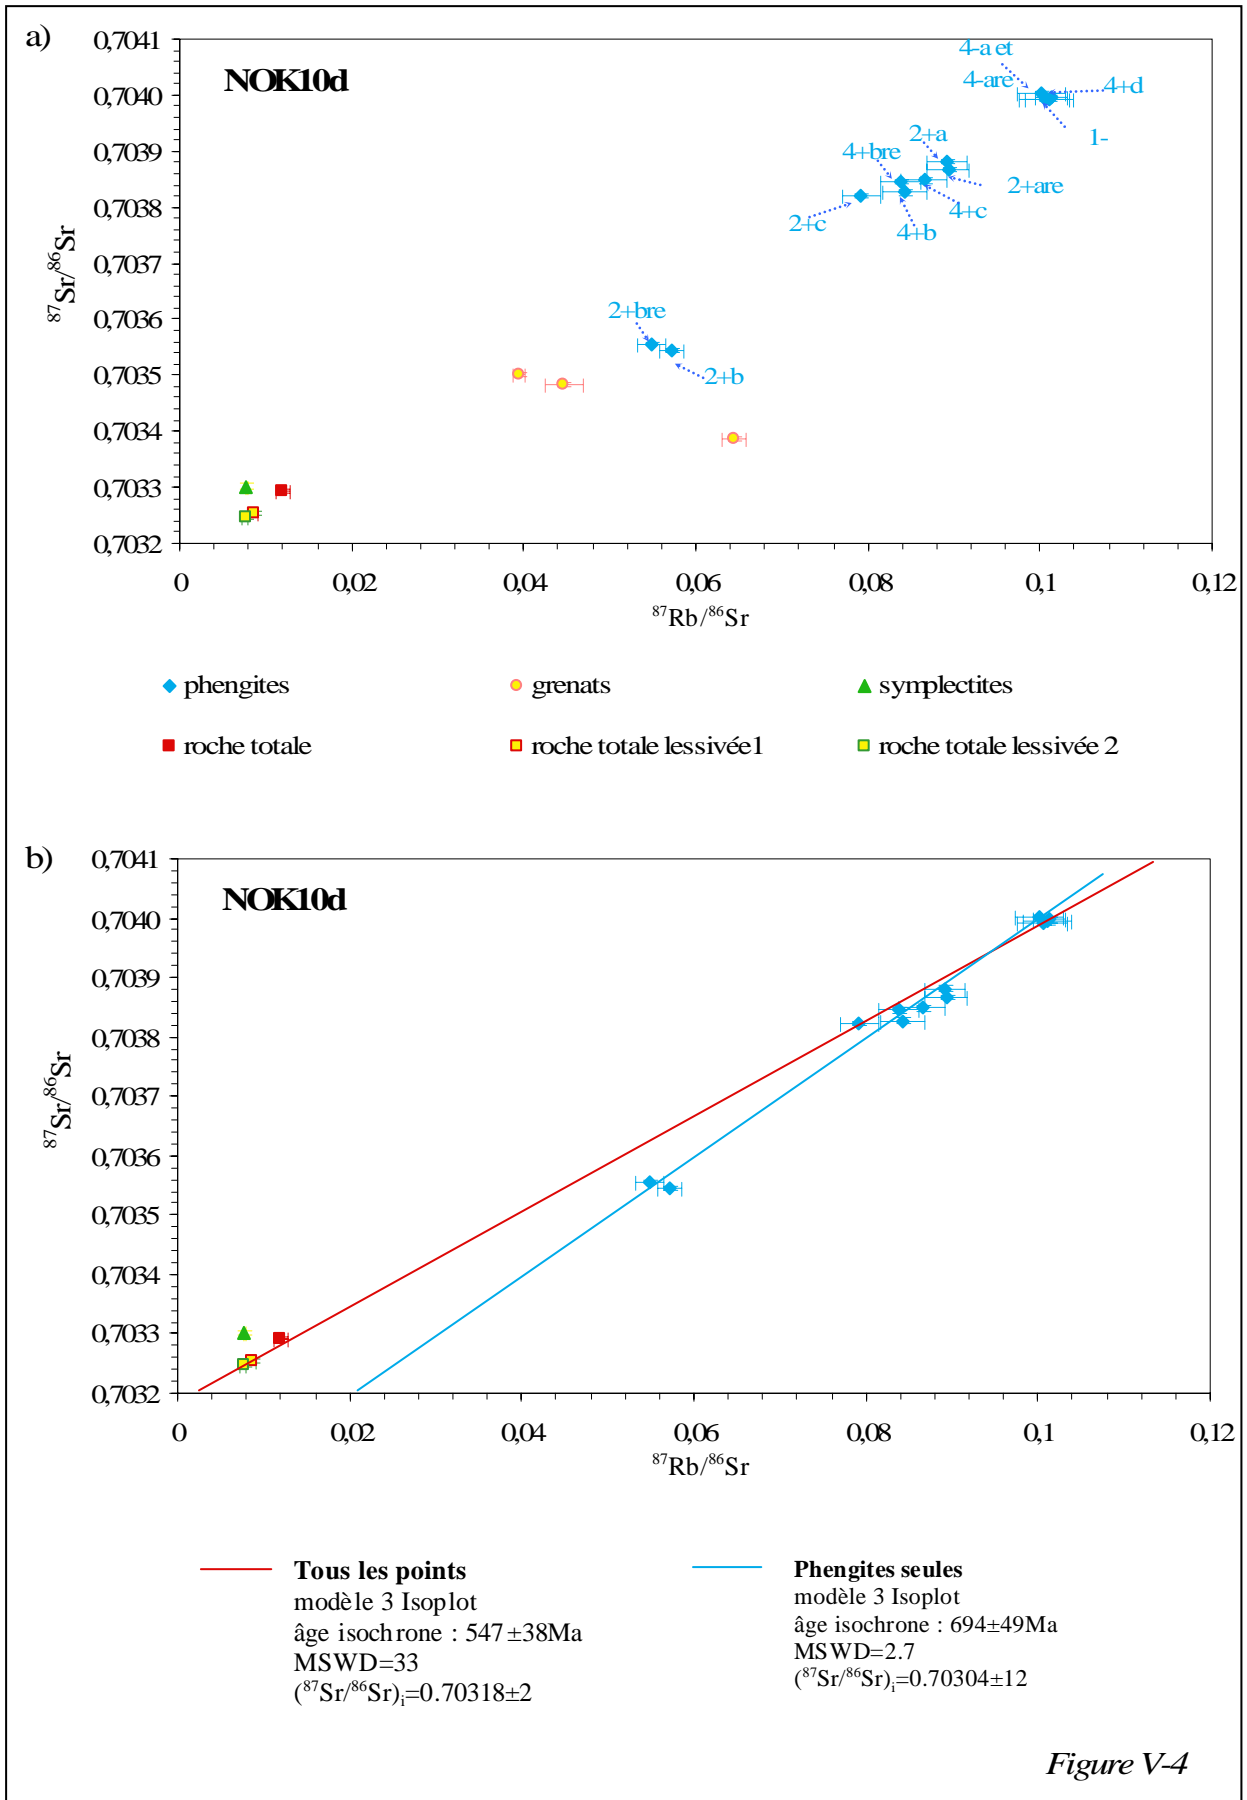 a)
NOK10d
0,7041
0,7040
0,7039
0,7038
0,7037
0,7036
0,7035
0,7034
0,7033
0,7032
⁸⁷Sr/⁸⁶Sr
4-a et
4-are
4+d
1-
2+a
4+bre
2+are
2+c
4+b
4+c
2+bre
2+b
0
0,02
0,04
0,06
0,08
0,1
0,12
⁸⁷Rb/⁸⁶Sr
phengites
grenats
symplectites
roche totale
roche totale lessivée1
roche totale lessivée 2
b)
NOK10d
0,7041
0,7040
0,7039
0,7038
0,7037
0,7036
0,7035
0,7034
0,7033
0,7032
⁸⁷Sr/⁸⁶Sr
0
0,02
0,04
0,06
0,08
0,1
0,12
⁸⁷Rb/⁸⁶Sr
Tous les points
modèle 3 Isoplot
âge isochrone : 547±38Ma
MSWD=33
(⁸⁷Sr/⁸⁶Sr)ᵢ=0.70318±2
Phengites seules
modèle 3 Isoplot
âge isochrone : 694±49Ma
MSWD=2.7
(⁸⁷Sr/⁸⁶Sr)ᵢ=0.70304±12
Figure V-4